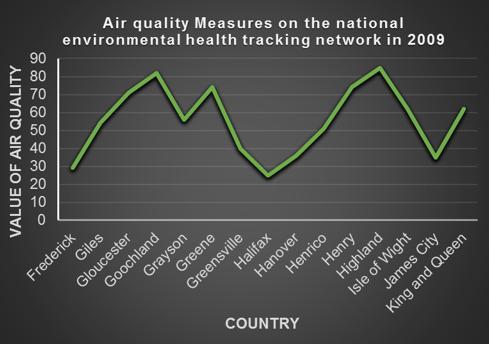 Air quality Measures on the national
environmental health tracking network in 2009
VALUE OF AIR QUALITY
90
80
70
60
50
40
30
20
10
0
Frederick
Giles
Gloucester
Goochland
Grayson
Greene
Greensville
Halifax
Hanover
Henrico
Henry
Highland
Isle of Wight
James City
King and Queen
COUNTRY